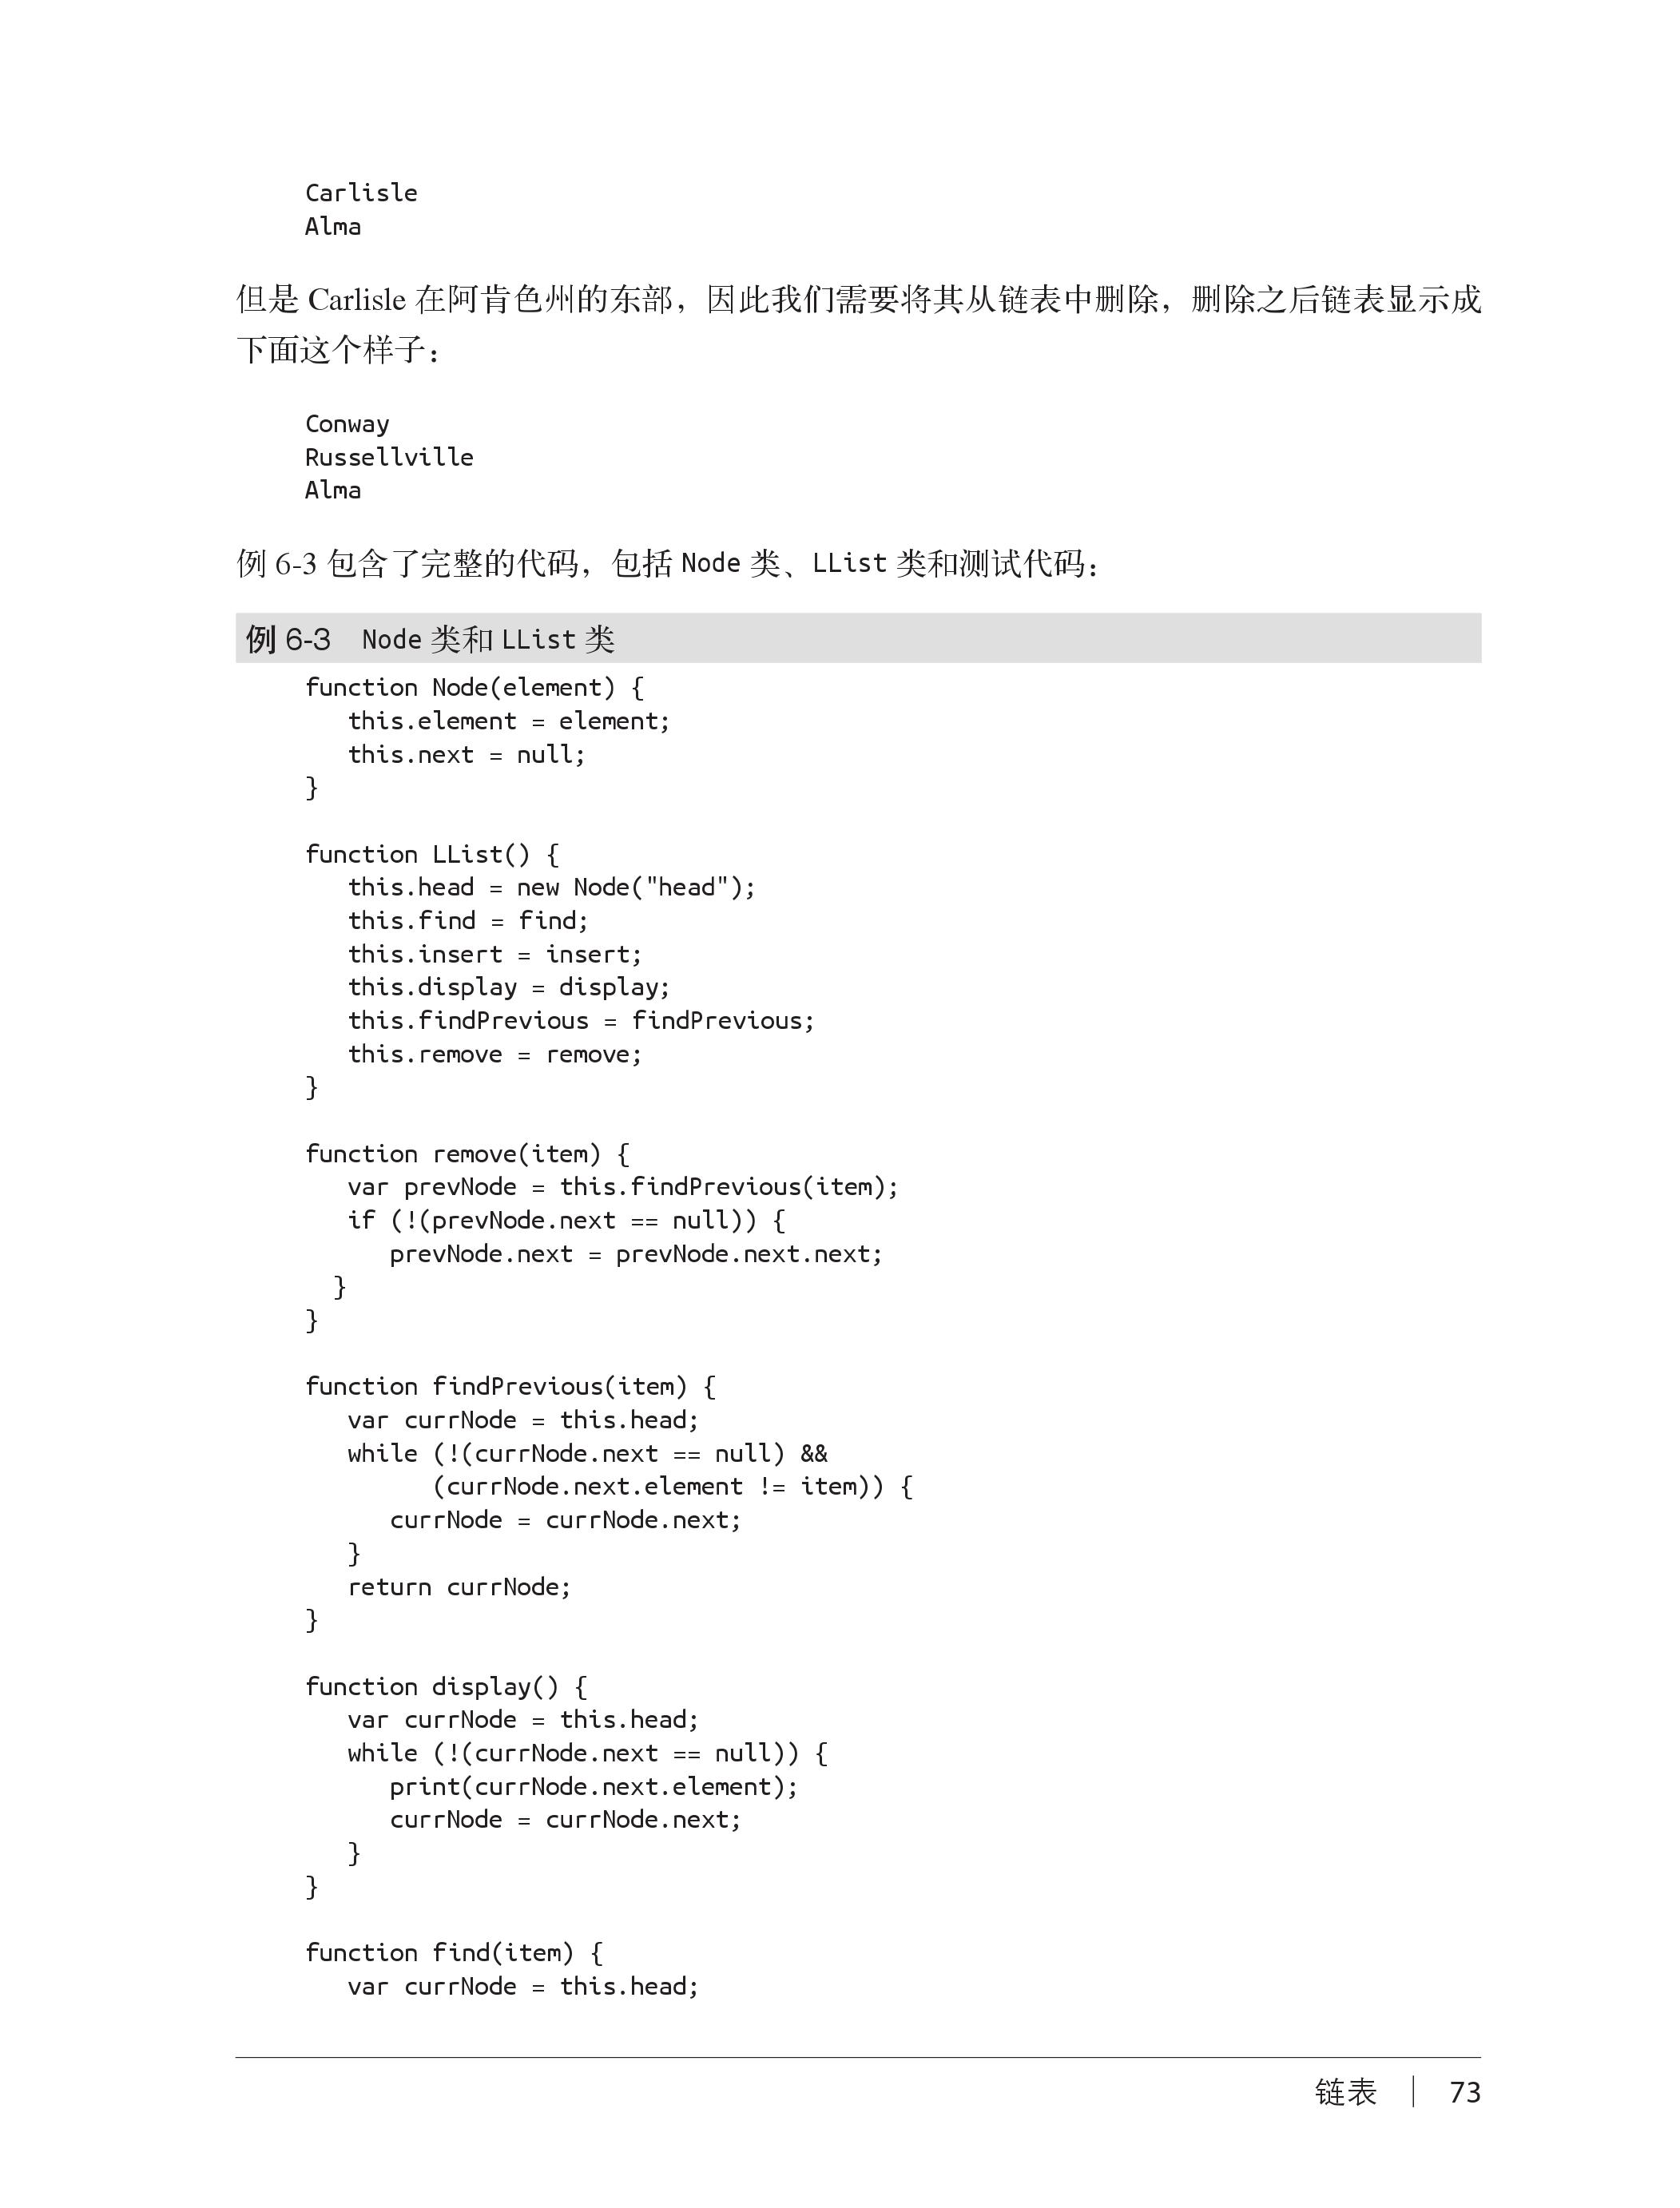 Carlisle
Alma
但是 Carlisle 在阿肯色州的东部，因此我们需要将其从链表中删除，删除之后链表显示成
下面这个样子：
Conway
Russellville
Alma
例 6-3 包含了完整的代码，包括 Node 类、LList 类和测试代码：
例 6-3 Node 类和 LList 类
function Node(element) {
   this.element = element;
   this.next = null;
}
function LList() {
   this.head = new Node("head");
   this.find = find;
   this.insert = insert;
   this.display = display;
   this.findPrevious = findPrevious;
   this.remove = remove;
}
function remove(item) {
   var prevNode = this.findPrevious(item);
   if (!(prevNode.next == null)) {
      prevNode.next = prevNode.next.next;
  }
}
function findPrevious(item) {
   var currNode = this.head;
   while (!(currNode.next == null) &&
         (currNode.next.element != item)) {
      currNode = currNode.next;
   }
   return currNode;
}
function display() {
   var currNode = this.head;
   while (!(currNode.next == null)) {
      print(currNode.next.element);
      currNode = currNode.next;
   }
}
function find(item) {
   var currNode = this.head;
链表 | 73